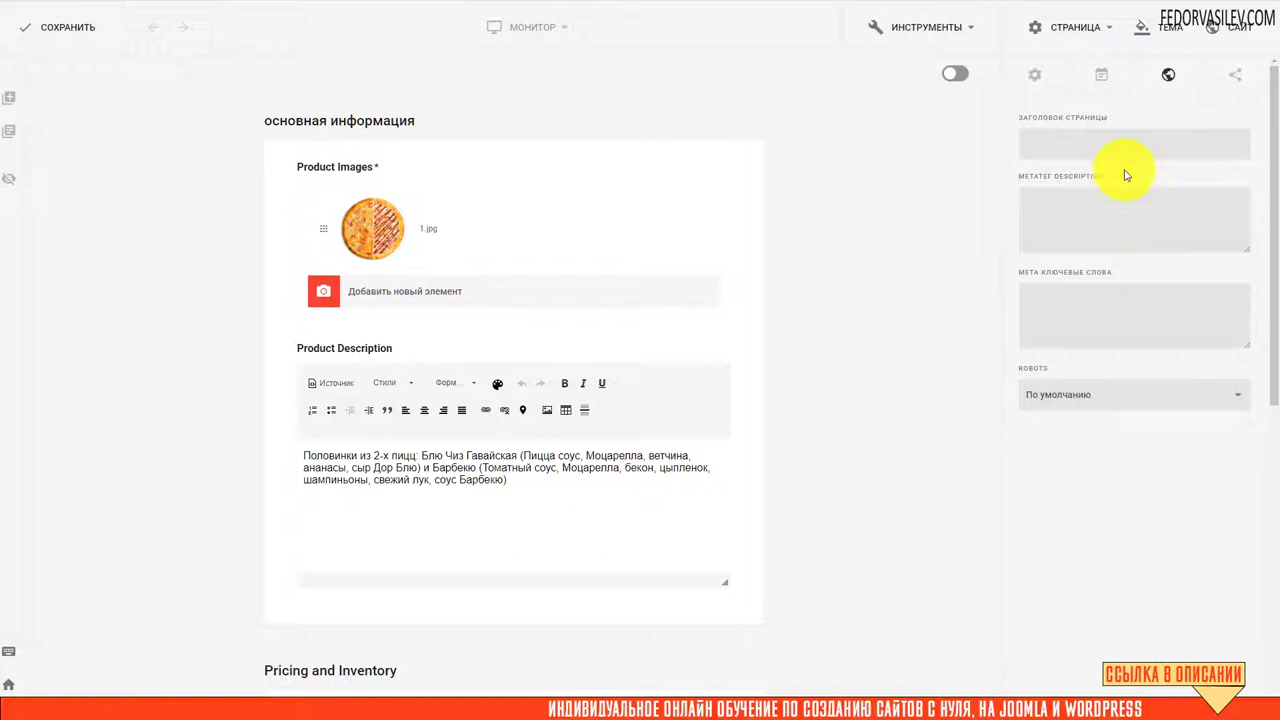 СОХРАНИТЬ
МОНИТОР
ИНСТРУМЕНТЫ
СТРАНИЦА
ТЕМА
САЙТ
FEDORVASILEV.COM
основная информация
Product Images *
1.jpg
Добавить новый элемент
Product Description
Источник Стили Форм...
Половинки из 2-х пицц: Блю Чиз Гавайская (Пицца соус, Моцарелла, ветчина,
ананасы, сыр Дор Блю) и Барбекю (Томатный соус, Моцарелла, бекон, цыпленок,
шампиньоны, свежий лук, соус Барбекю)
Pricing and Inventory
ЗАГОЛОВОК СТРАНИЦЫ
МЕТАТЕГ DESCRIPTION
МЕТА КЛЮЧЕВЫЕ СЛОВА
ROBOTS
По умолчанию
ССЫЛКА В ОПИСАНИИ
ИНДИВИДУАЛЬНОЕ ОНЛАЙН ОБУЧЕНИЕ ПО СОЗДАНИЮ САЙТОВ С НУЛЯ, НА JOOMLA И WORDPRESS